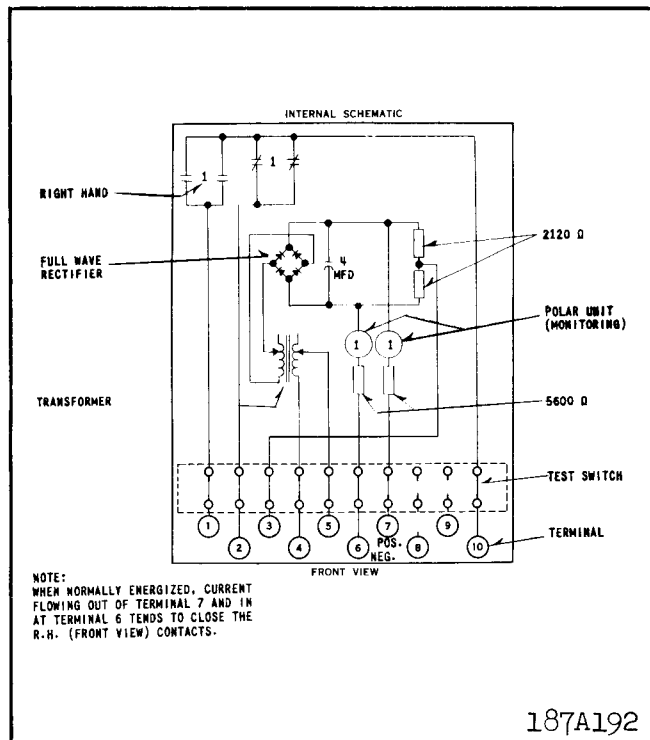 INTERNAL SCHEMATIC
1
1
RIGHT HAND
2120 Ω
FULL WAVE
RECTIFIER
4
MFD
POLAR UNIT
(MONITORING)
1
1
TRANSFORMER
5600 Ω
TEST SWITCH
1
3
5
7
9
TERMINAL
2
4
6
POS.
NEG.
8
10
FRONT VIEW
NOTE:
WHEN NORMALLY ENERGIZED, CURRENT
FLOWING OUT OF TERMINAL 7 AND IN
AT TERMINAL 6 TENDS TO CLOSE THE
R.H. (FRONT VIEW) CONTACTS.
187A192